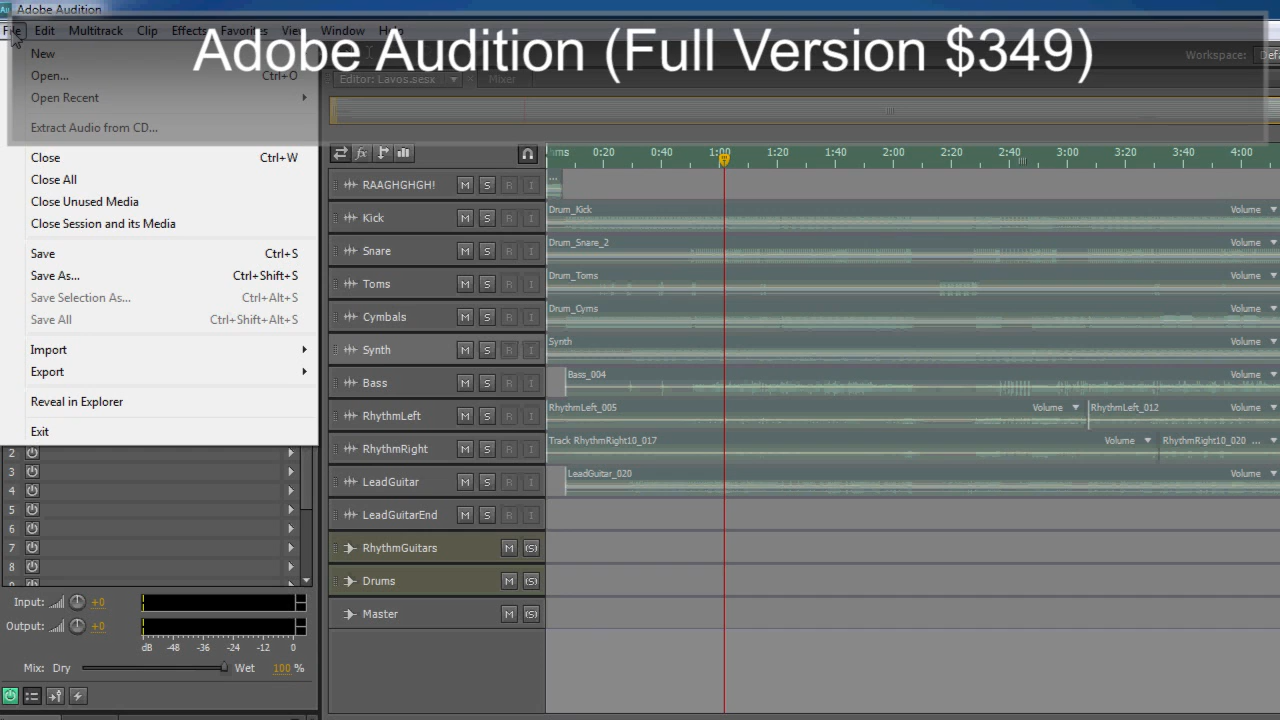 Adobe Audition
File Edit Multitrack Clip Effects Favorites View Window Help
Adobe Audition (Full Version $349)
Workspace: Defa
New
Open... Ctrl+O
Open Recent
Extract Audio from CD...
Close Ctrl+W
Close All
Close Unused Media
Close Session and its Media
Save Ctrl+S
Save As... Ctrl+Shift+S
Save Selection As... Ctrl+Alt+S
Save All Ctrl+Shift+Alt+S
Import
Export
Reveal in Explorer
Exit
2
3
4
5
6
7
8
Input: +0
Output: +0
dB -48 -36 -24 -12 0
Mix: Dry Wet 100 %
Editor: Lavos.sesx Mixer
fx hms 0:20 0:40 1:00 1:20 1:40 2:00 2:20 2:40 3:00 3:20 3:40 4:00
RAAGHGHGH! M S R I ...
Kick M S R I Drum_Kick Volume
Snare M S R I Drum_Snare_2 Volume
Toms M S R I Drum_Toms Volume
Cymbals M S R I Drum_Cyms Volume
Synth M S R I Synth Volume
Bass M S R I Bass_004 Volume
RhythmLeft M S R I RhythmLeft_005 Volume RhythmLeft_012 Volume
RhythmRight M S R I Track RhythmRight10_017 Volume RhythmRight10_020 ...
LeadGuitar M S R I LeadGuitar_020 Volume
LeadGuitarEnd M S R I
RhythmGuitars M (S)
Drums M (S)
Master M (S)